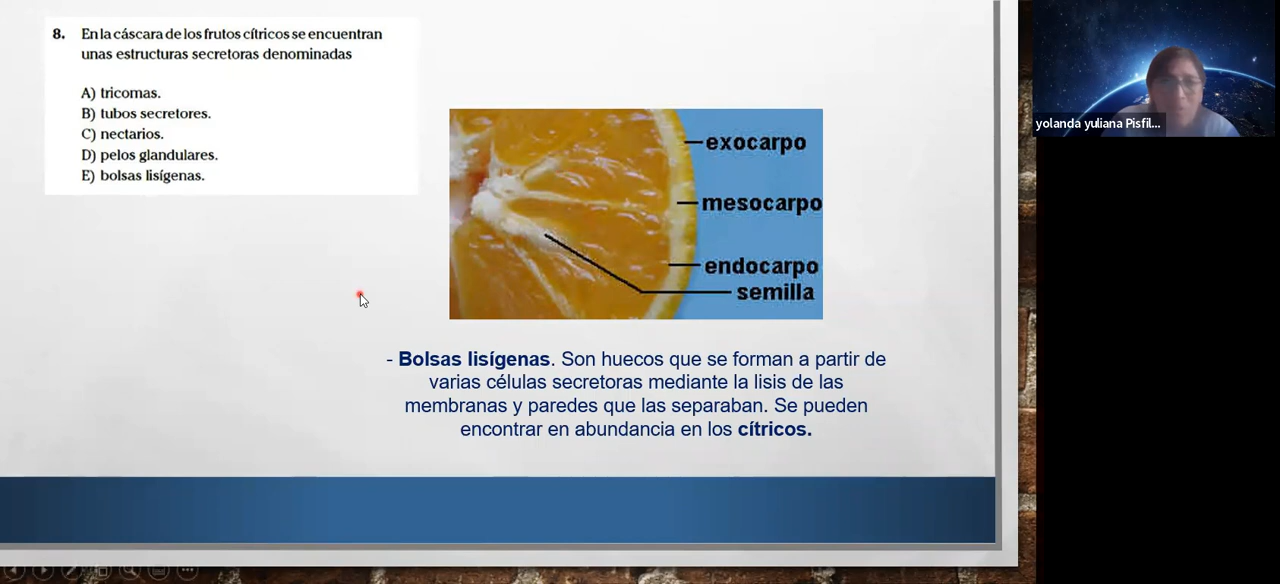 8. En la cáscara de los frutos cítricos se encuentran
unas estructuras secretoras denominadas
A) tricomas.
B) tubos secretores.
C) nectarios.
D) pelos glandulares.
E) bolsas lisígenas.
exocarpo
mesocarpo
endocarpo
semilla
- Bolsas lisígenas. Son huecos que se forman a partir de
varias células secretoras mediante la lisis de las
membranas y paredes que las separaban. Se pueden
encontrar en abundancia en los cítricos.
yolanda yuliana Pisfil...